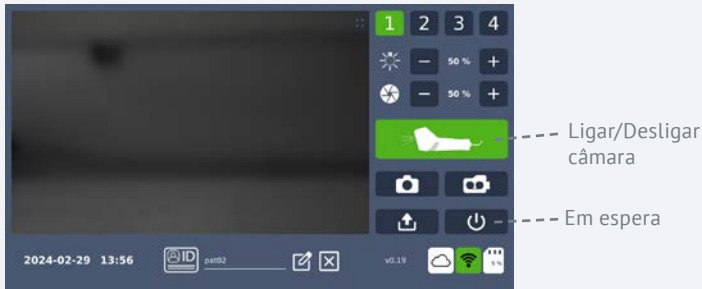 1 2 3 4
50 %
50 %
Ligar/Desligar
câmara
Em espera
2024-02-29 13:56
ID
pat02
v0.19